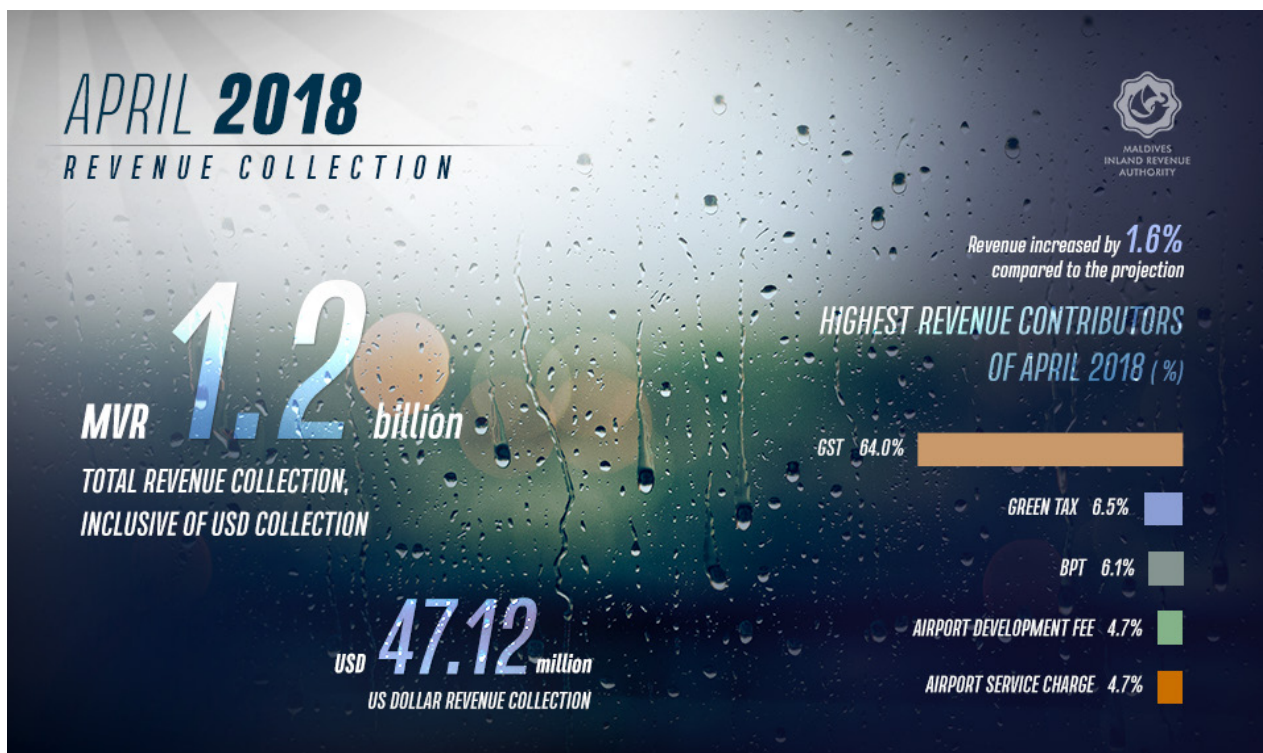 APRIL 2018
REVENUE COLLECTION
MALDIVES
INLAND REVENUE
AUTHORITY
Revenue increased by 1.6%
compared to the projection
MVR 1.2 billion
TOTAL REVENUE COLLECTION,
INCLUSIVE OF USD COLLECTION
USD 47.12 million
US DOLLAR REVENUE COLLECTION
HIGHEST REVENUE CONTRIBUTORS
OF APRIL 2018 (%)
GST 64.0%
GREEN TAX 6.5%
BPT 6.1%
AIRPORT DEVELOPMENT FEE 4.7%
AIRPORT SERVICE CHARGE 4.7%